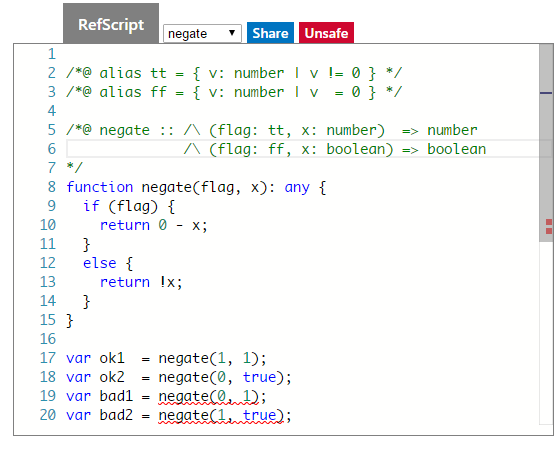 RefScript negate Share Unsafe
1
2 /*@ alias tt = { v: number | v != 0 } */
3 /*@ alias ff = { v: number | v  = 0 } */
4
5 /*@ negate :: /\ (flag: tt, x: number)  => number
6              /\ (flag: ff, x: boolean) => boolean
7 */
8 function negate(flag, x): any {
9   if (flag) {
10     return 0 - x;
11   }
12   else {
13     return !x;
14   }
15 }
16
17 var ok1  = negate(1, 1);
18 var ok2  = negate(0, true);
19 var bad1 = negate(0, 1);
20 var bad2 = negate(1, true);